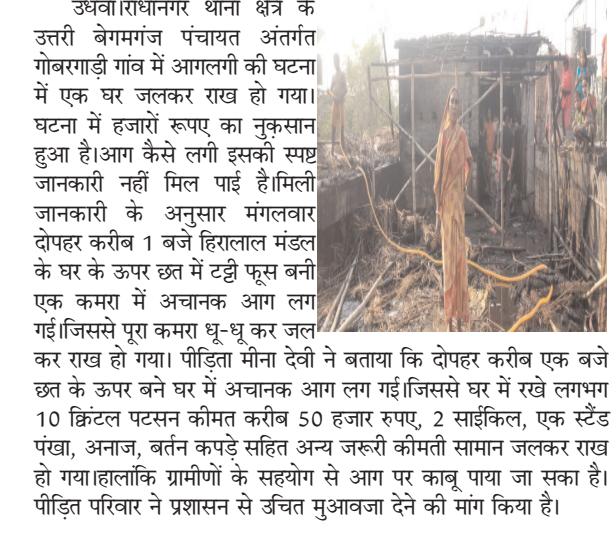 उधवा।राधानगर थाना क्षेत्र के
उत्तरी बेगमगंज पंचायत अंतर्गत
गोबरगाड़ी गांव में आगलगी की घटना
में एक घर जलकर राख हो गया।
घटना में हजारों रूपए का नुक़सान
हुआ है।आग कैसे लगी इसकी स्पष्ट
जानकारी नहीं मिल पाई है।मिली
जानकारी के अनुसार मंगलवार
दोपहर करीब 1 बजे हिरालाल मंडल
के घर के ऊपर छत में टट्टी फूस बनी
एक कमरा में अचानक आग लग
गई।जिससे पूरा कमरा धू-धू कर जल
कर राख हो गया। पीड़िता मीना देवी ने बताया कि दोपहर करीब एक बजे
छत के ऊपर बने घर में अचानक आग लग गई।जिससे घर में रखे लगभग
10 क्विंटल पटसन कीमत करीब 50 हजार रुपए, 2 साईकिल, एक स्टैंड
पंखा, अनाज, बर्तन कपड़े सहित अन्य जरूरी कीमती सामान जलकर राख
हो गया।हालांकि ग्रामीणों के सहयोग से आग पर काबू पाया जा सका है।
पीड़ित परिवार ने प्रशासन से उचित मुआवजा देने की मांग किया है।